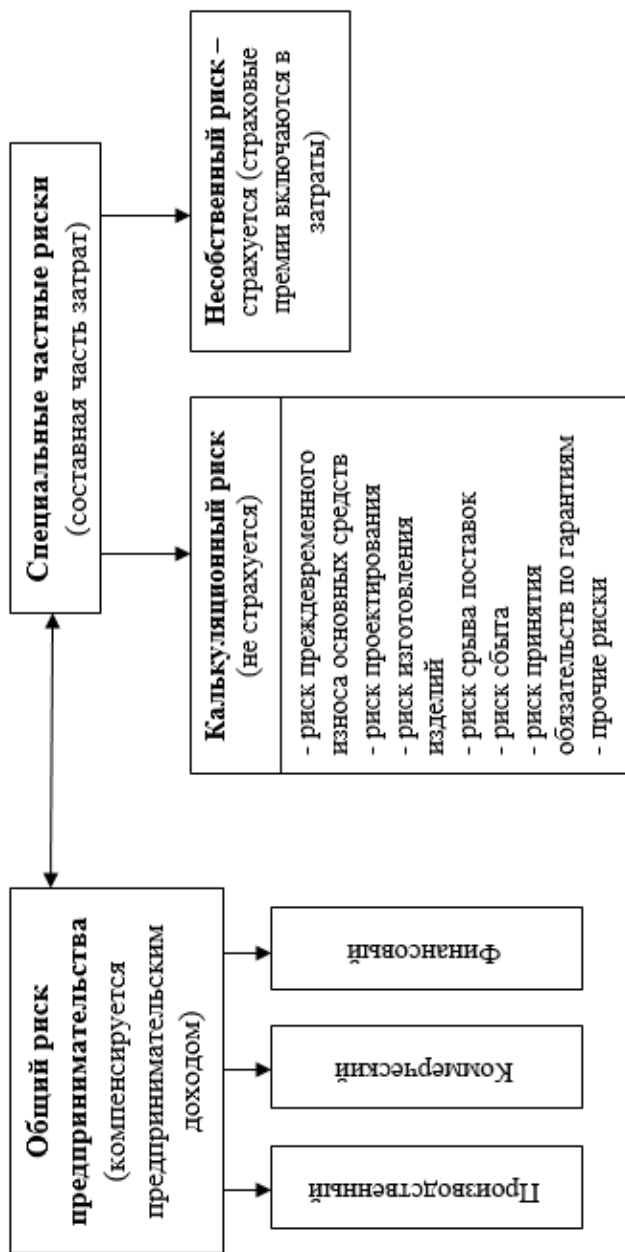 Общий риск
предпринимательства
(компенсируется
предпринимательским
доходом)
Производственный
Коммерческий
Финансовый
Специальные частные риски
(составная часть затрат)
Калькуляционный риск
(не страхуется)
- риск преждевременного
износа основных средств
- риск проектирования
- риск изготовления
изделий
- риск срыва поставок
- риск сбыта
- риск принятия
обязательств по гарантиям
- прочие риски
Несобственный риск –
страхуется (страховые
премии включаются в
затраты)